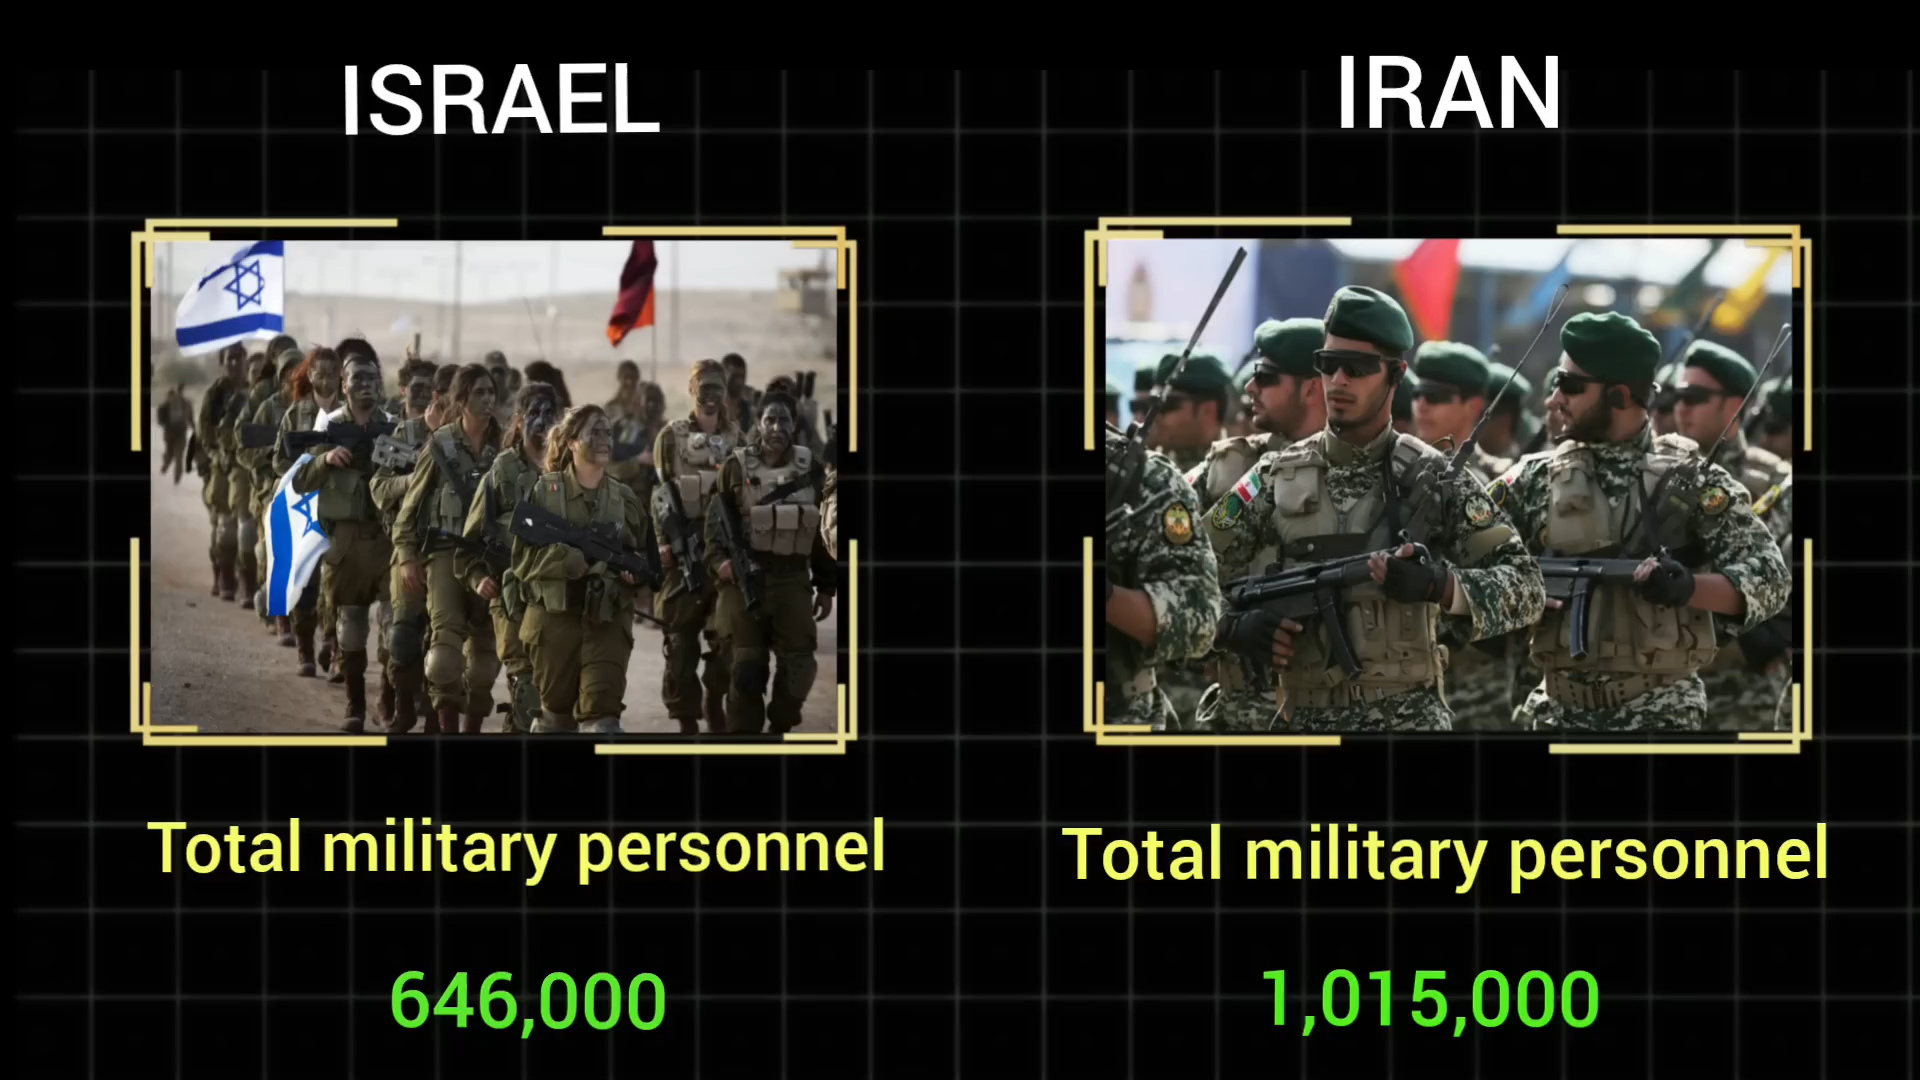 ISRAEL
IRAN
Total military personnel
Total military personnel
646,000
1,015,000